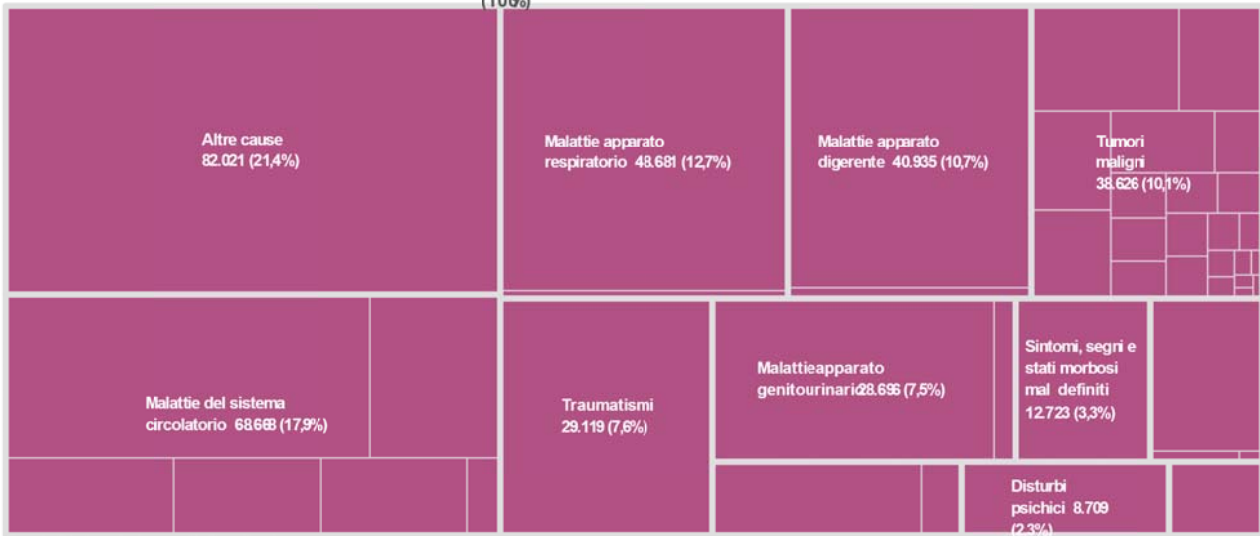 Altre cause
82.021 (21,4%)
Malattie apparato
respiratorio 48.681 (12,7%)
Malattie apparato
digerente 40.935 (10,7%)
Tumori
maligni
38.626 (10,1%)
Malattie del sistema
circolatorio 68.668 (17,9%)
Traumatismi
29.119 (7,6%)
Malattieapparato
genitourinario28.696 (7,5%)
Sintomi, segni e
stati morbosi
mal definiti
12.723 (3,3%)
Disturbi
psichici 8.709
(2,3%)